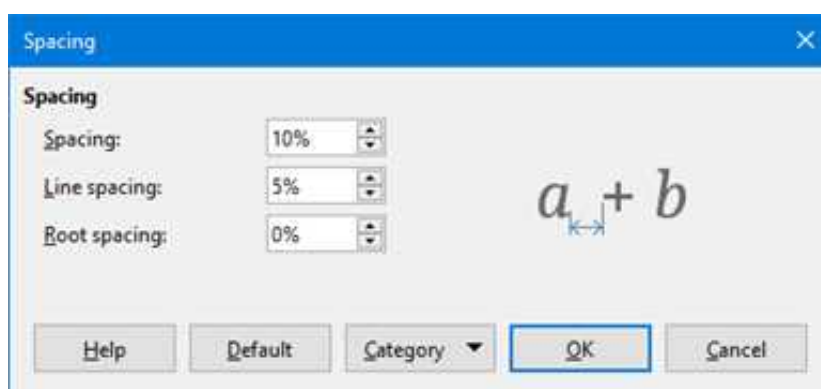 Spacing
Spacing
Spacing: 10%
Line spacing: 5%
Root spacing: 0%
a + b
Help Default Category OK Cancel